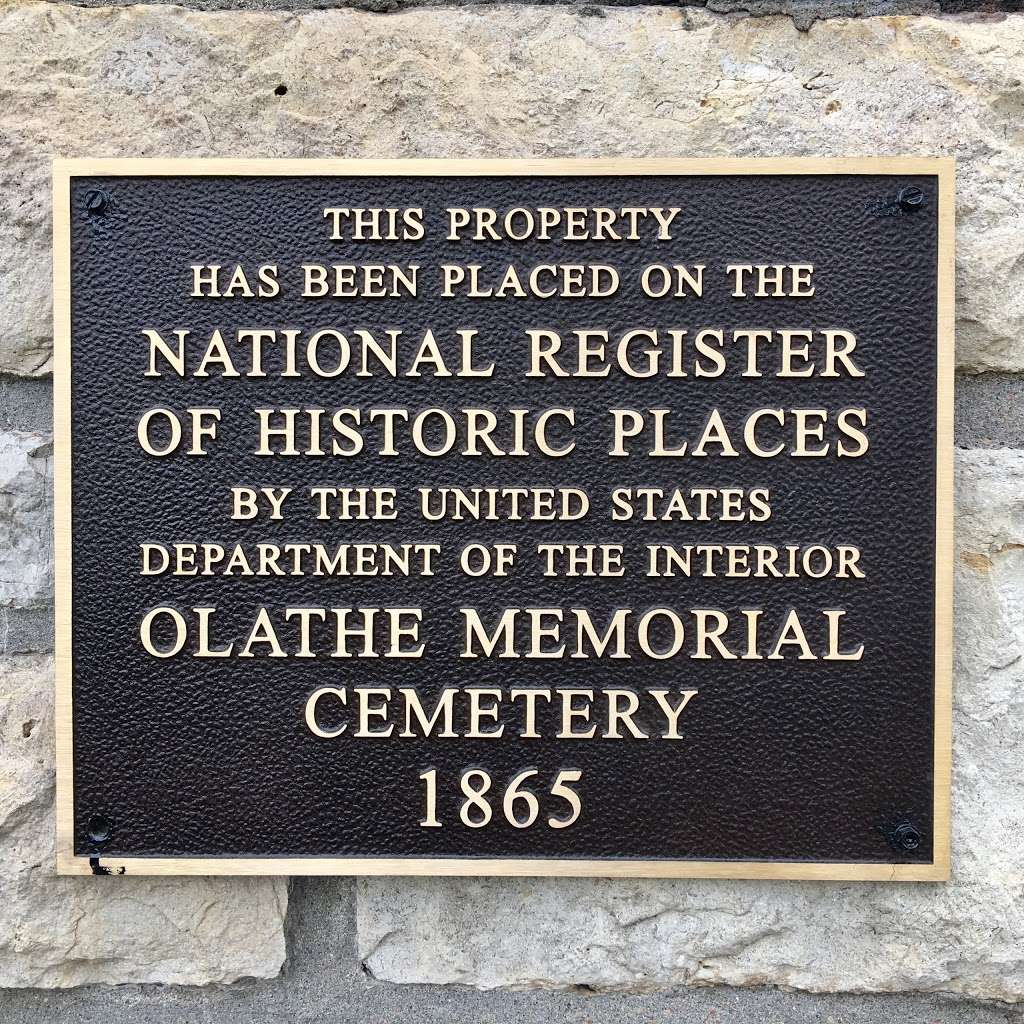 THIS PROPERTY
HAS BEEN PLACED ON THE
NATIONAL REGISTER
OF HISTORIC PLACES
BY THE UNITED STATES
DEPARTMENT OF THE INTERIOR
OLATHE MEMORIAL
CEMETERY
1865